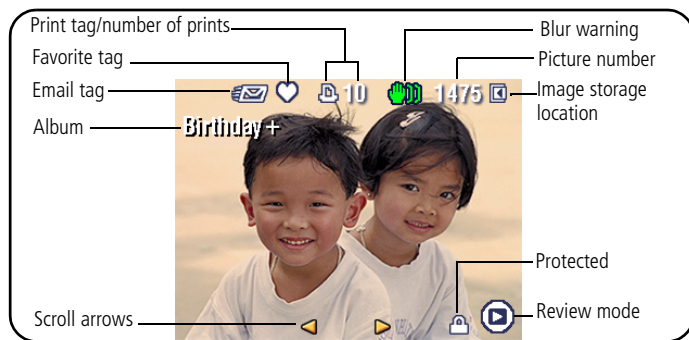 Print tag/number of prints
Favorite tag
Email tag
Album
Scroll arrows
Blur warning
Picture number
Image storage
location
Protected
Review mode
10
1475
Birthday +